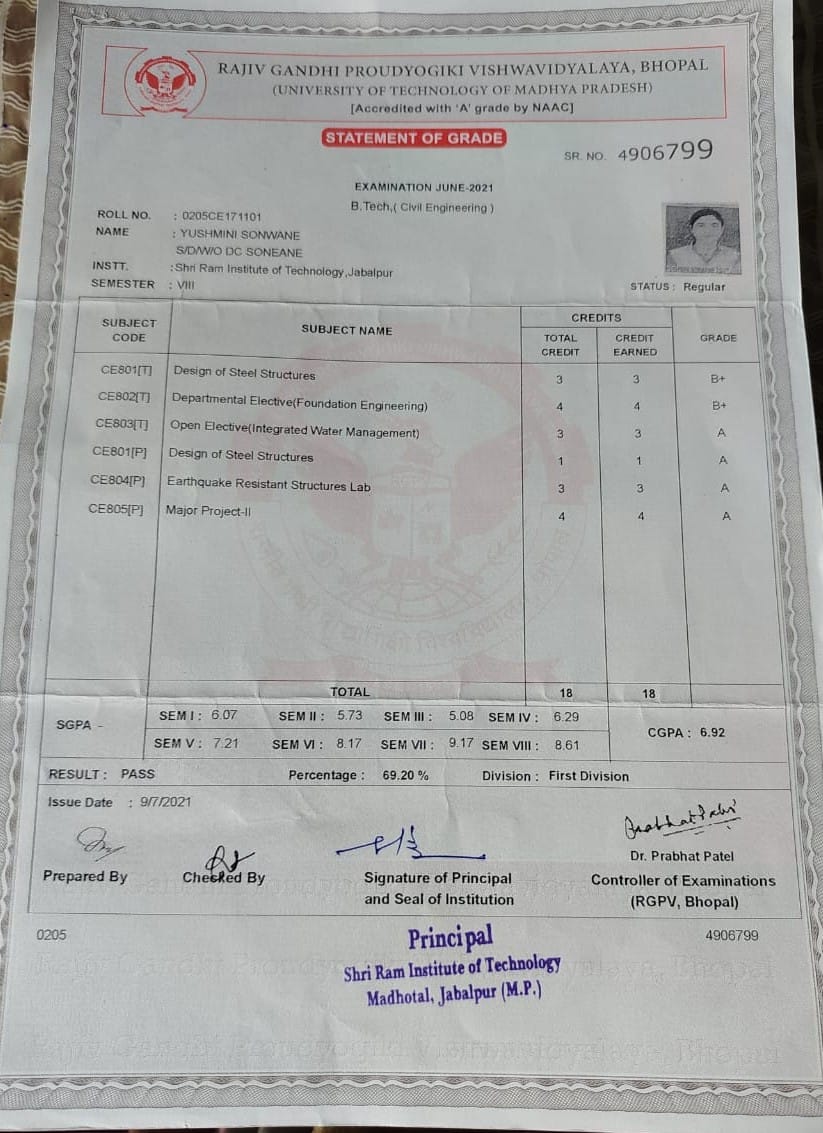 RAJIV GANDHI PROUDYOGIKI VISHWAVIDYALAYA, BHOPAL
(UNIVERSITY OF TECHNOLOGY OF MADHYA PRADESH)
[Accredited with 'A' grade by NAAC]
STATEMENT OF GRADE
SR. NO. 4906799
EXAMINATION JUNE-2021
B.Tech,( Civil Engineering )
ROLL NO. : 0205CE171101
NAME : YUSHMINI SONWANE
S/D/W/O DC SONEANE
INSTT. :Shri Ram Institute of Technology,Jabalpur
SEMESTER : VIII
STATUS : Regular
SUBJECT CODE SUBJECT NAME CREDITS GRADE
TOTAL CREDIT CREDIT EARNED
CE801[T] Design of Steel Structures 3 3 B+
CE802[T] Departmental Elective(Foundation Engineering) 4 4 B+
CE803[T] Open Elective(Integrated Water Management) 3 3 A
CE801[P] Design of Steel Structures 1 1 A
CE804[P] Earthquake Resistant Structures Lab 3 3 A
CE805[P] Major Project-II 4 4 A
TOTAL 18 18
SGPA - SEM I : 6.07 SEM II : 5.73 SEM III : 5.08 SEM IV : 6.29
SEM V : 7.21 SEM VI : 8.17 SEM VII : 9.17 SEM VIII : 8.61
CGPA : 6.92
RESULT : PASS Percentage : 69.20 % Division : First Division
Issue Date : 9/7/2021
Prabhat Patel
Dr. Prabhat Patel
Prepared By Checked By Signature of Principal Controller of Examinations
and Seal of Institution (RGPV, Bhopal)
0205 4906799
Principal
Shri Ram Institute of Technology
Madhotal, Jabalpur (M.P.)